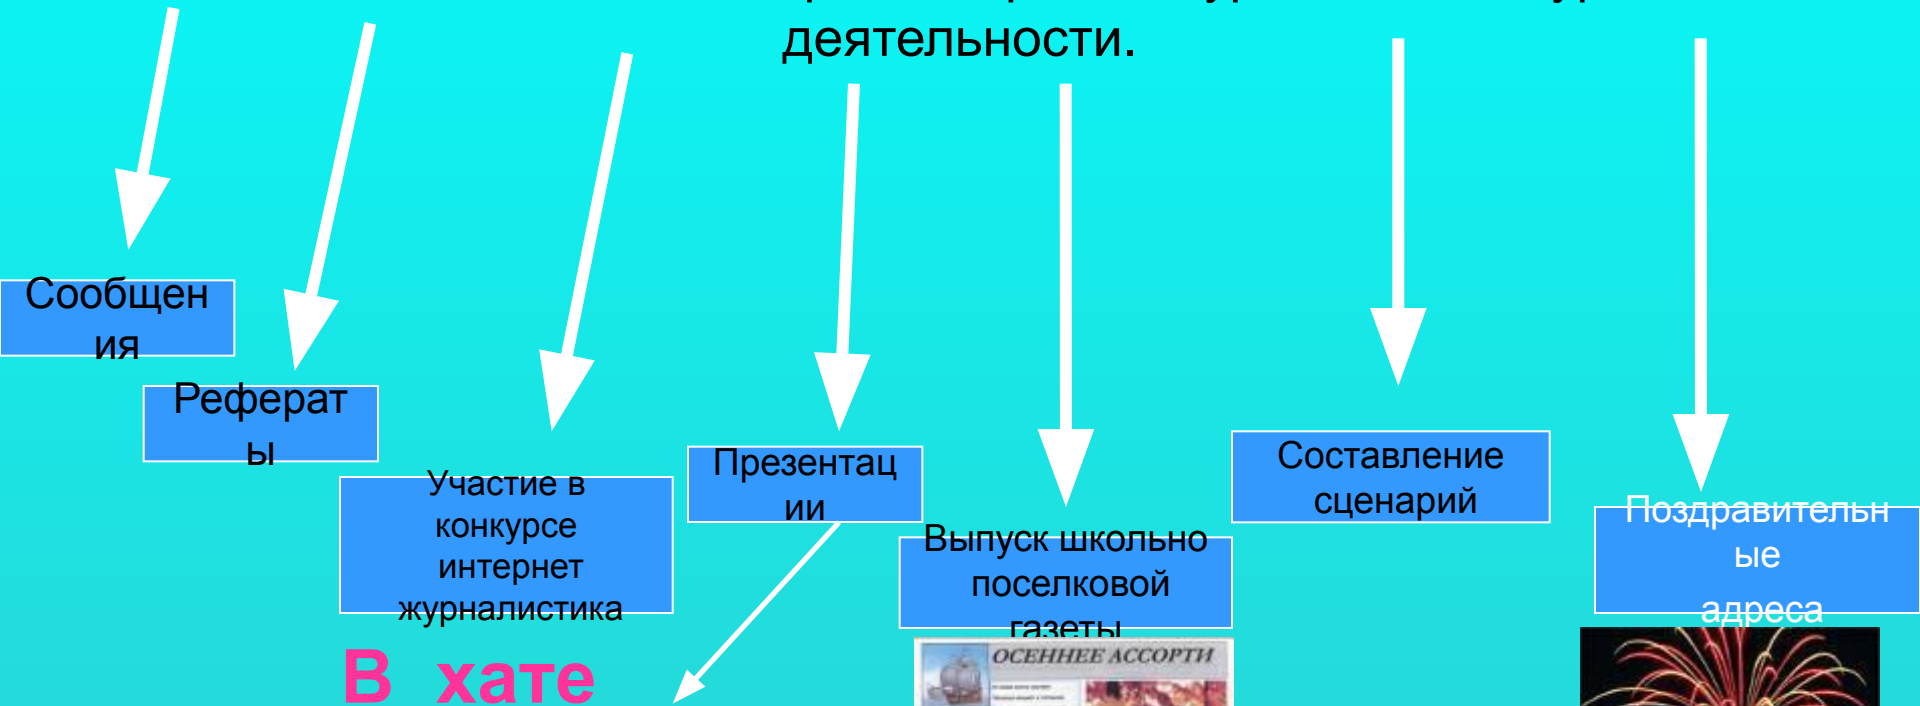 деятельности.
Сообщен
ия
Реферат
ы
Участие в
конкурсе
интернет
журналистика
Презентац
ии
Выпуск школьно
поселковой
газеты
Составление
сценарий
Поздравительн
ые
адреса
В хате
ОСЕННЕЕ АССОРТИ